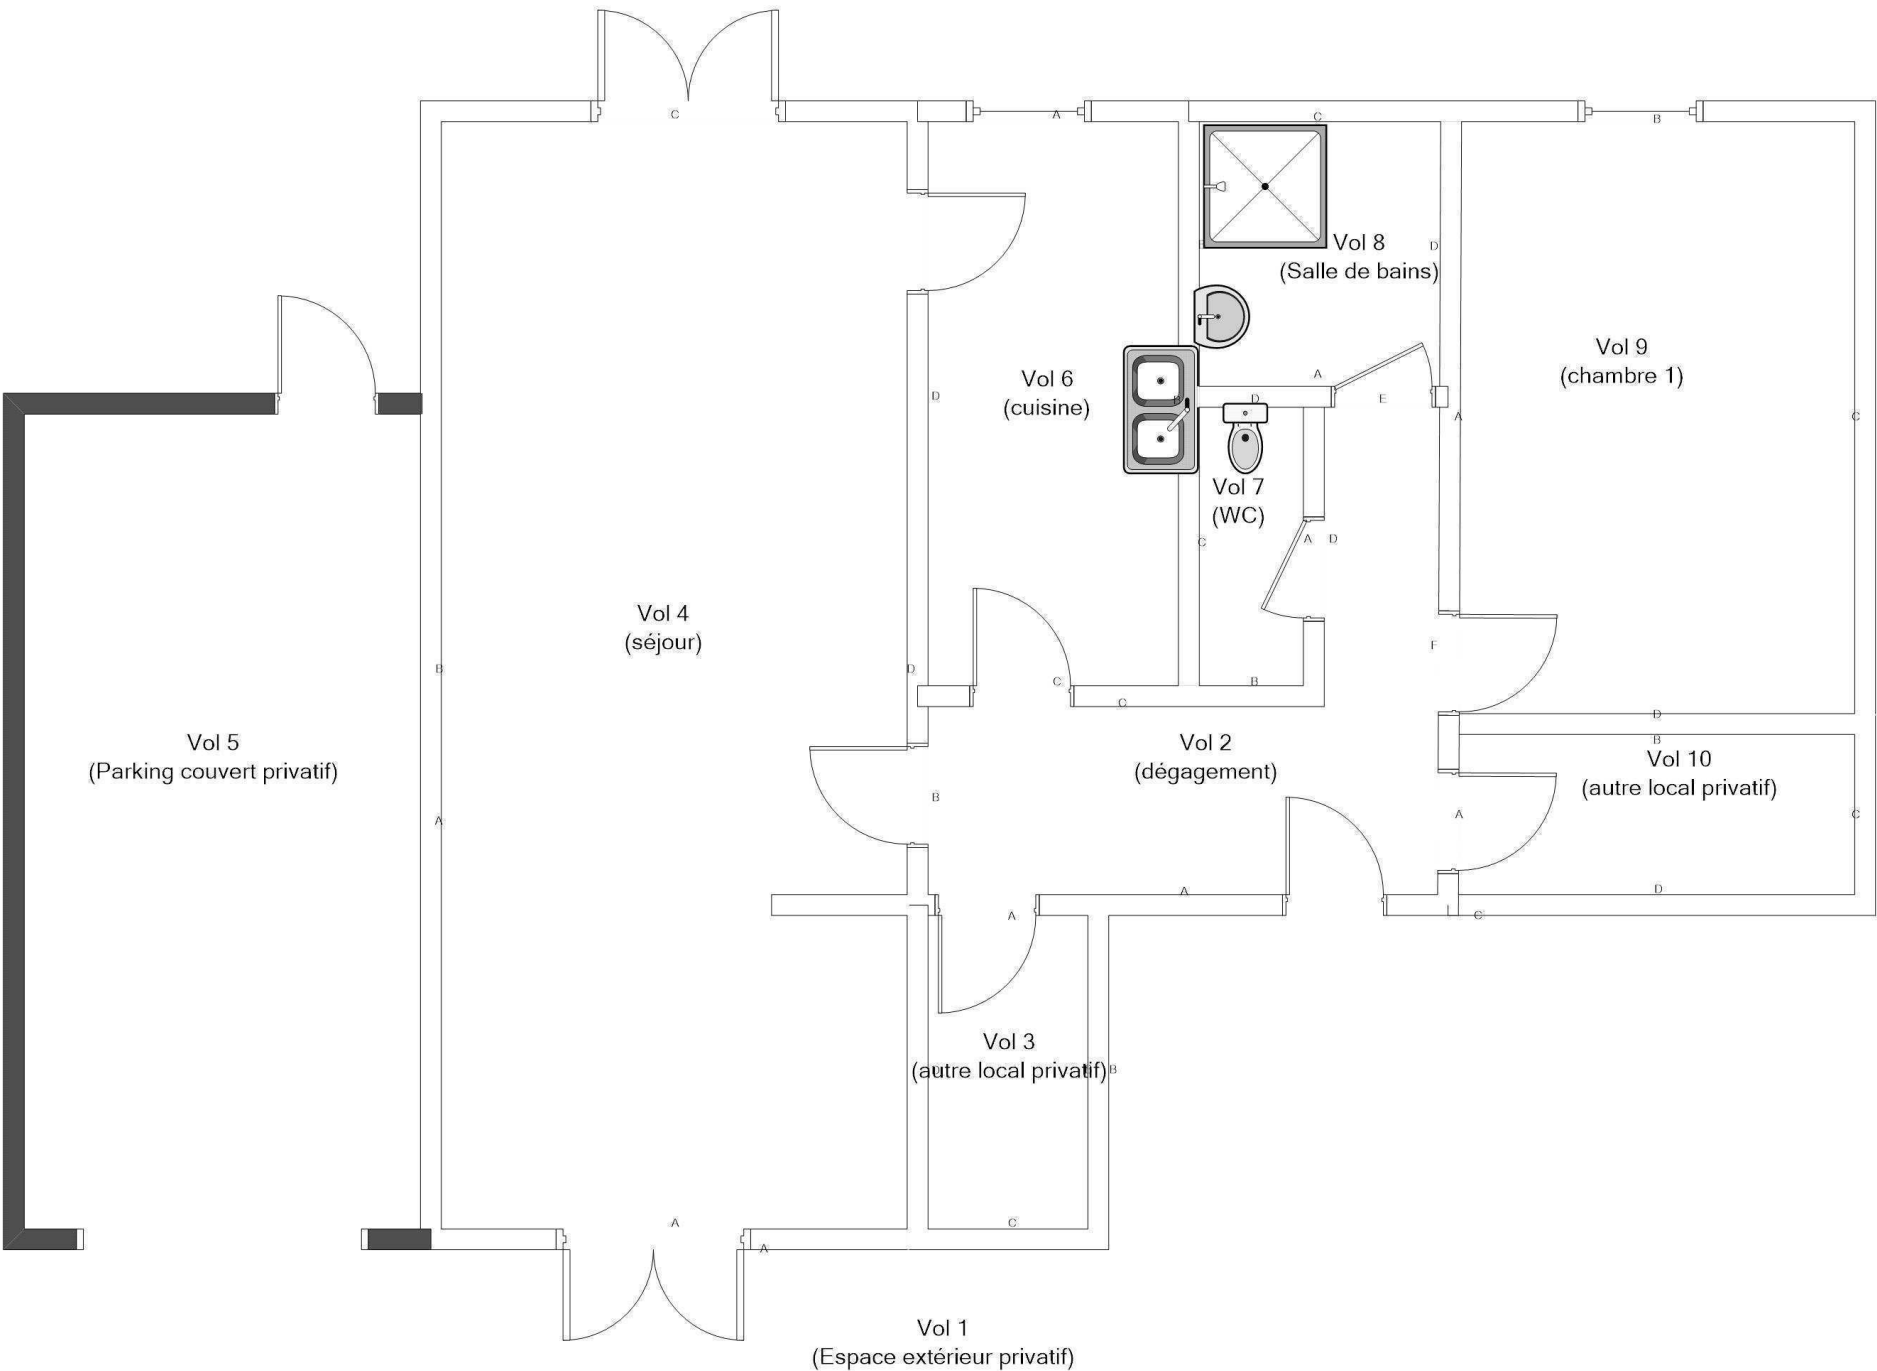 C
A
C
B
Vol 8
(Salle de bains)
D
Vol 9
(chambre 1)
Vol 6
(cuisine)
D
A
D
E
A
C
Vol 7
(WC)
C
A
D
Vol 4
(séjour)
F
B
D
C
B
C
D
B
Vol 5
(Parking couvert privatif)
Vol 2
(dégagement)
Vol 10
(autre local privatif)
B
A
A
C
A
D
A
C
Vol 3
(autre local privatif)
B
A
C
A
Vol 1
(Espace extérieur privatif)